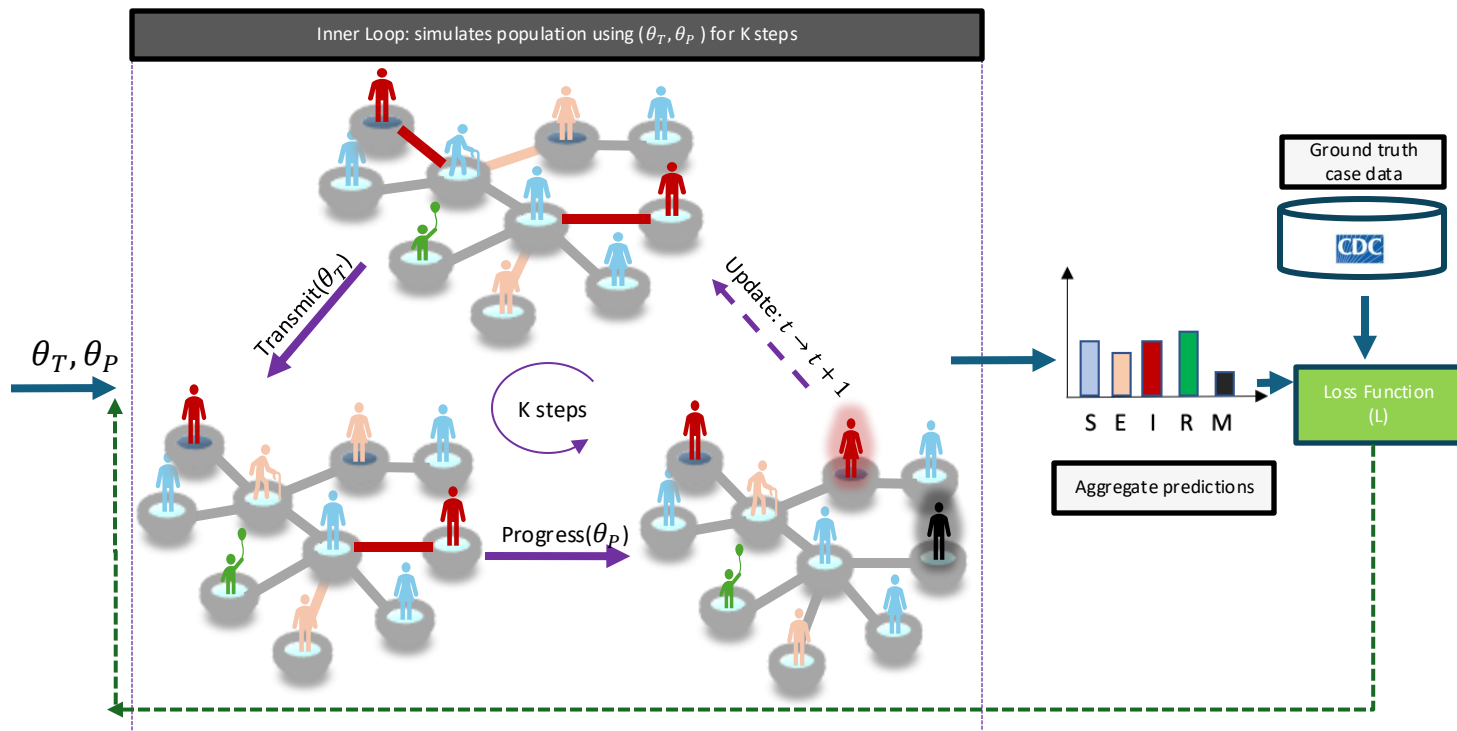 Inner Loop: simulates population using (θ_T, θ_P ) for K steps
Ground truth
case data
CDC
Transmit(θ_T)
Update: t → t + 1
θ_T, θ_P
K steps
Loss Function
(L)
S E I R M
Progress(θ_P)
Aggregate predictions